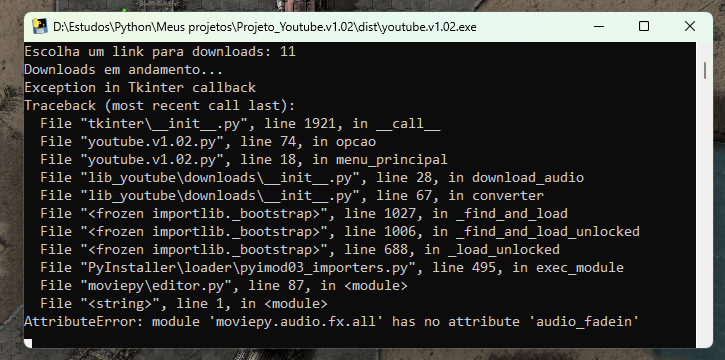 D:\Estudos\Python\Meus projetos\Projeto_Youtube.v1.02\dist\youtube.v1.02.exe
Escolha um link para downloads: 11
Downloads em andamento...
Exception in Tkinter callback
Traceback (most recent call last):
  File "tkinter\__init__.py", line 1921, in __call__
  File "youtube.v1.02.py", line 74, in opcao
  File "youtube.v1.02.py", line 18, in menu_principal
  File "lib_youtube\downloads\__init__.py", line 28, in download_audio
  File "lib_youtube\downloads\__init__.py", line 67, in converter
  File "<frozen importlib._bootstrap>", line 1027, in _find_and_load
  File "<frozen importlib._bootstrap>", line 1006, in _find_and_load_unlocked
  File "<frozen importlib._bootstrap>", line 688, in _load_unlocked
  File "PyInstaller\loader\pyimod03_importers.py", line 495, in exec_module
  File "moviepy\editor.py", line 87, in <module>
  File "<string>", line 1, in <module>
AttributeError: module 'moviepy.audio.fx.all' has no attribute 'audio_fadein'